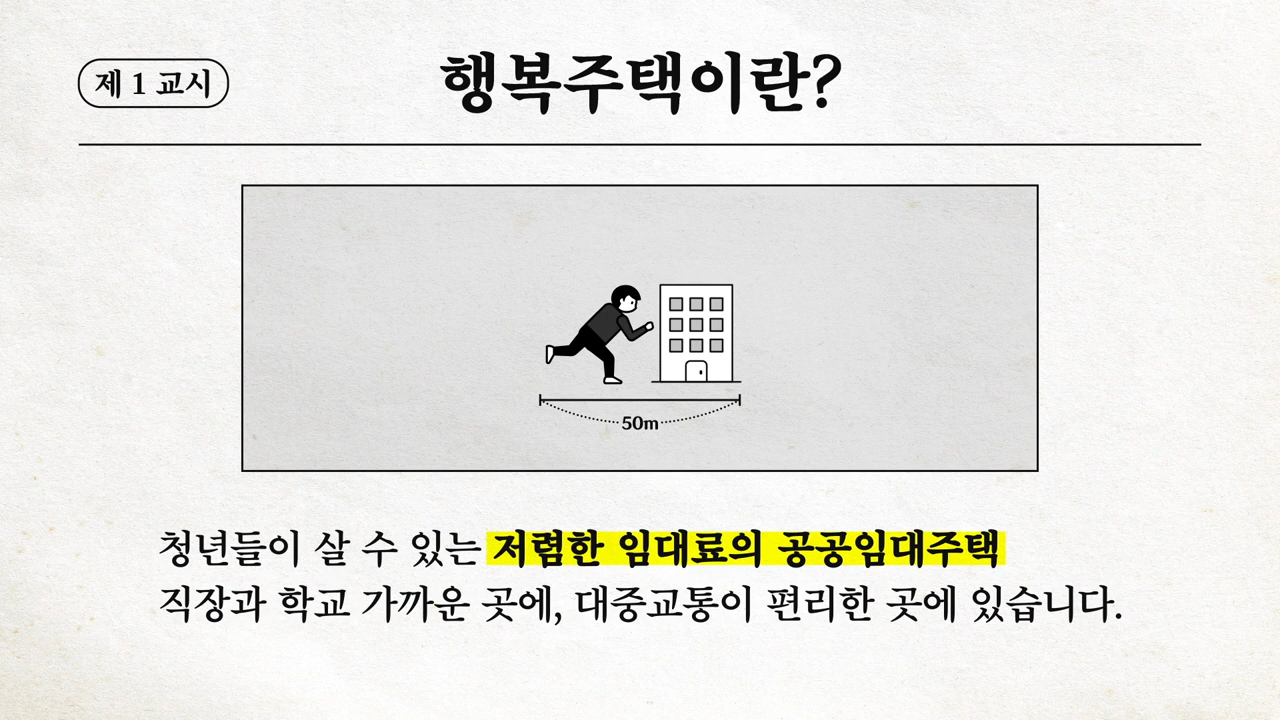 제 1 교시
행복주택이란?
50m
청년들이 살 수 있는 저렴한 임대료의 공공임대주택
직장과 학교 가까운 곳에, 대중교통이 편리한 곳에 있습니다.